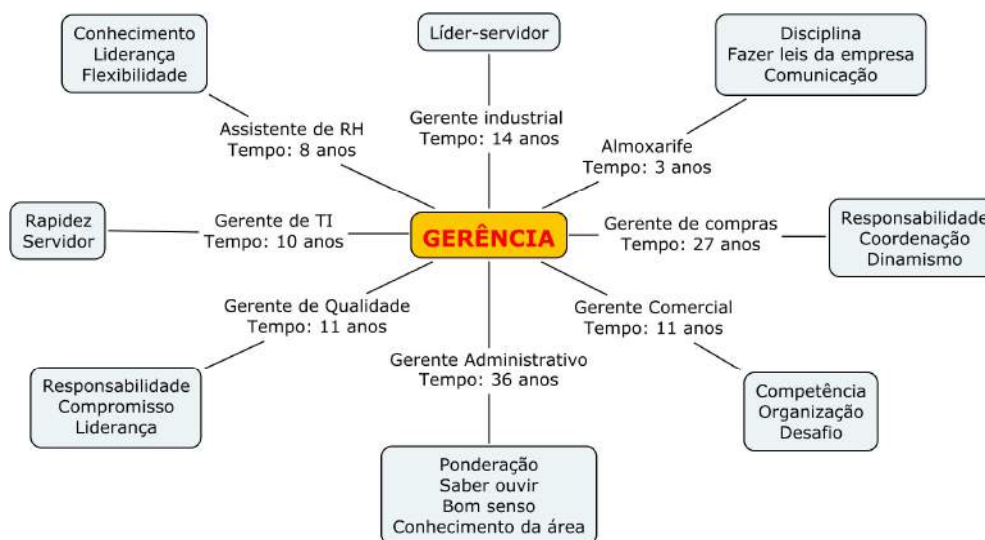 Conhecimento
Liderança
Flexibilidade
Líder-servidor
Disciplina
Fazer leis da empresa
Comunicação
Assistente de RH
Tempo: 8 anos
Gerente industrial
Tempo: 14 anos
Almoxarife
Tempo: 3 anos
Rapidez
Servidor
Gerente de TI
Tempo: 10 anos
GERÊNCIA
Gerente de compras
Tempo: 27 anos
Responsabilidade
Coordenação
Dinamismo
Gerente de Qualidade
Tempo: 11 anos
Gerente Administrativo
Tempo: 36 anos
Gerente Comercial
Tempo: 11 anos
Responsabilidade
Compromisso
Liderança
Ponderação
Saber ouvir
Bom senso
Conhecimento da área
Competência
Organização
Desafio